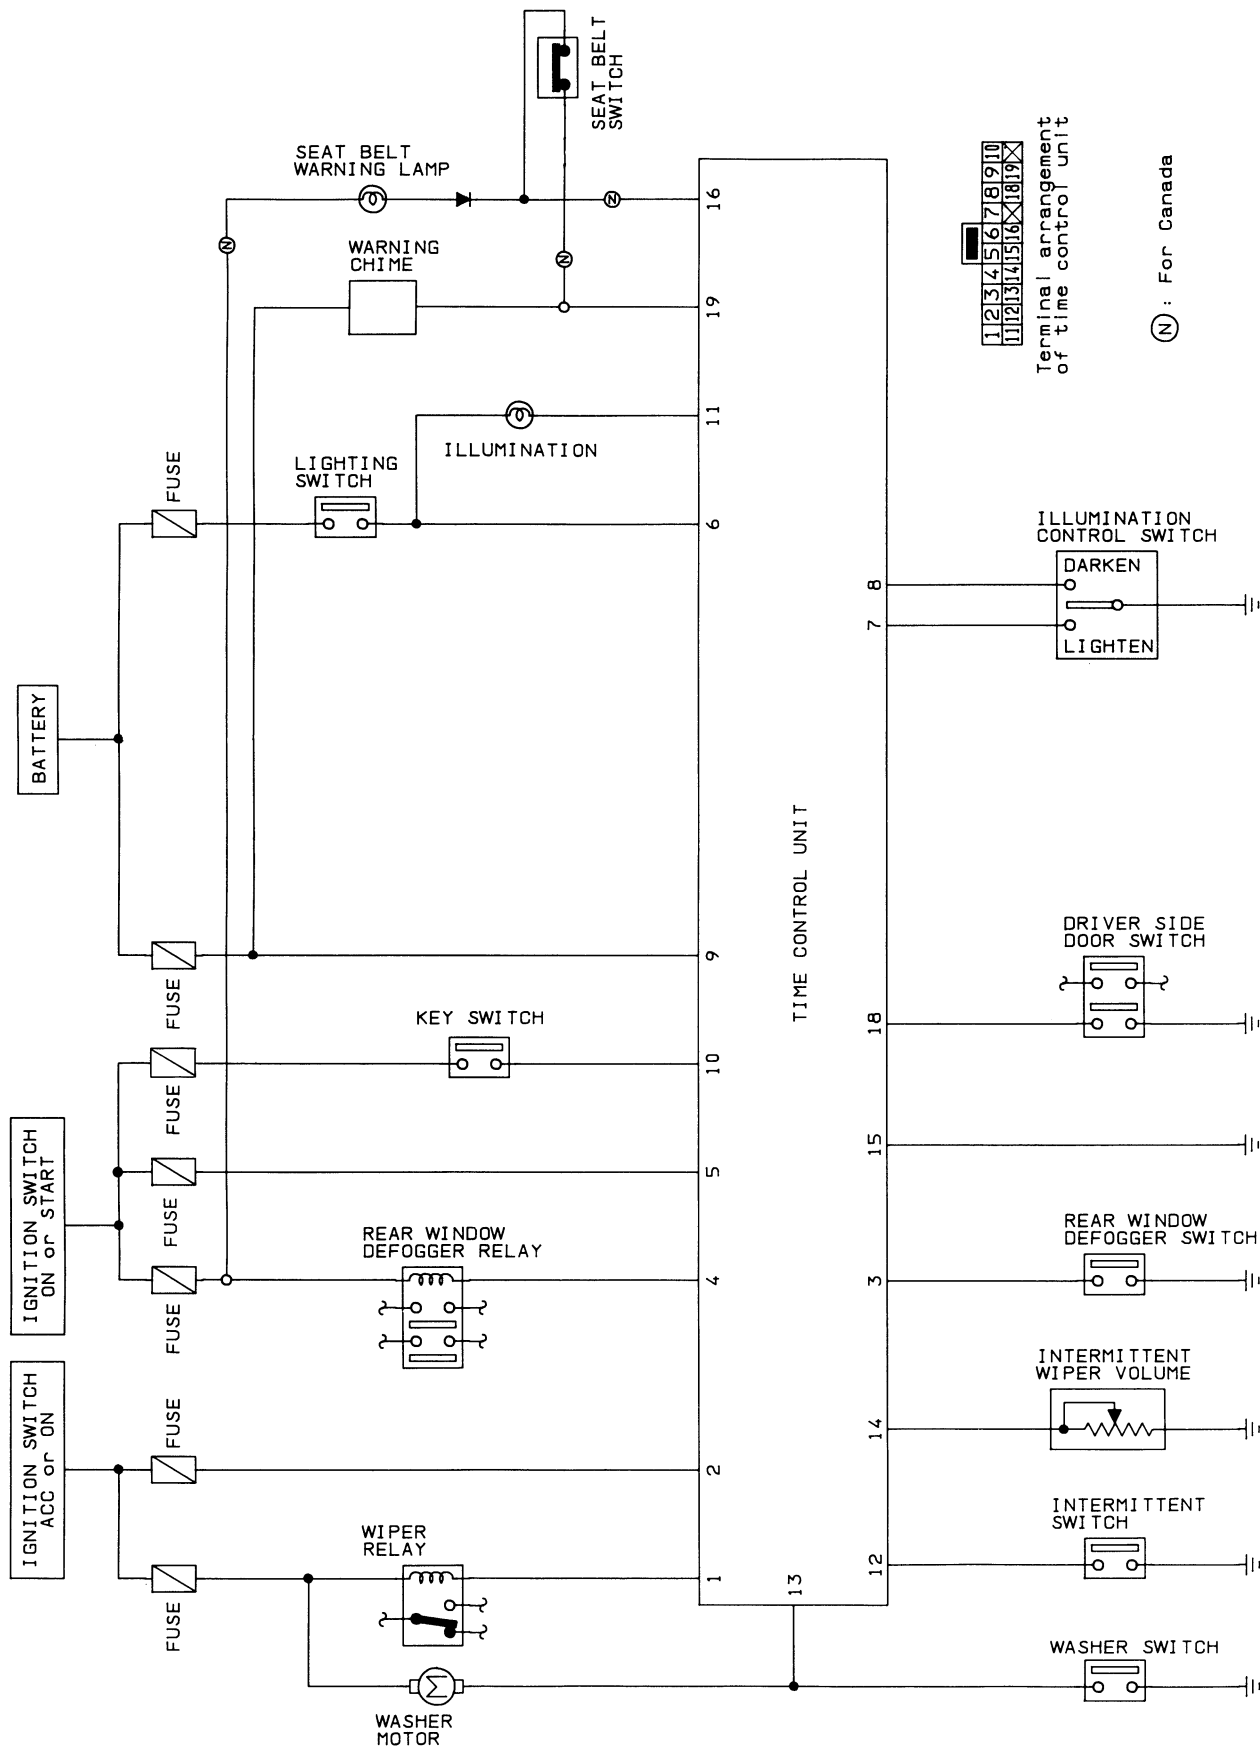 SEAT BELT
SWITCH
SEAT BELT
WARNING LAMP
N
16
N
WARNING
CHIME
N
19
11
ILLUMINATION
FUSE
LIGHTING
SWITCH
6
1 2 3 4 5 6 7 8 9 10
11 12 13 14 15 16 18 19
Terminal arrangement
of time control unit
N : For Canada
ILLUMINATION
CONTROL SWITCH
DARKEN
LIGHTEN
8
7
BATTERY
TIME CONTROL UNIT
FUSE
9
DRIVER SIDE
DOOR SWITCH
18
KEY SWITCH
FUSE
10
IGNITION SWITCH
ON or START
FUSE
5
15
REAR WINDOW
DEFOGGER RELAY
FUSE
4
REAR WINDOW
DEFOGGER SWITCH
3
INTERMITTENT
WIPER VOLUME
14
IGNITION SWITCH
ACC or ON
FUSE
2
INTERMITTENT
SWITCH
12
WIPER
RELAY
FUSE
1
13
WASHER SWITCH
M
WASHER
MOTOR